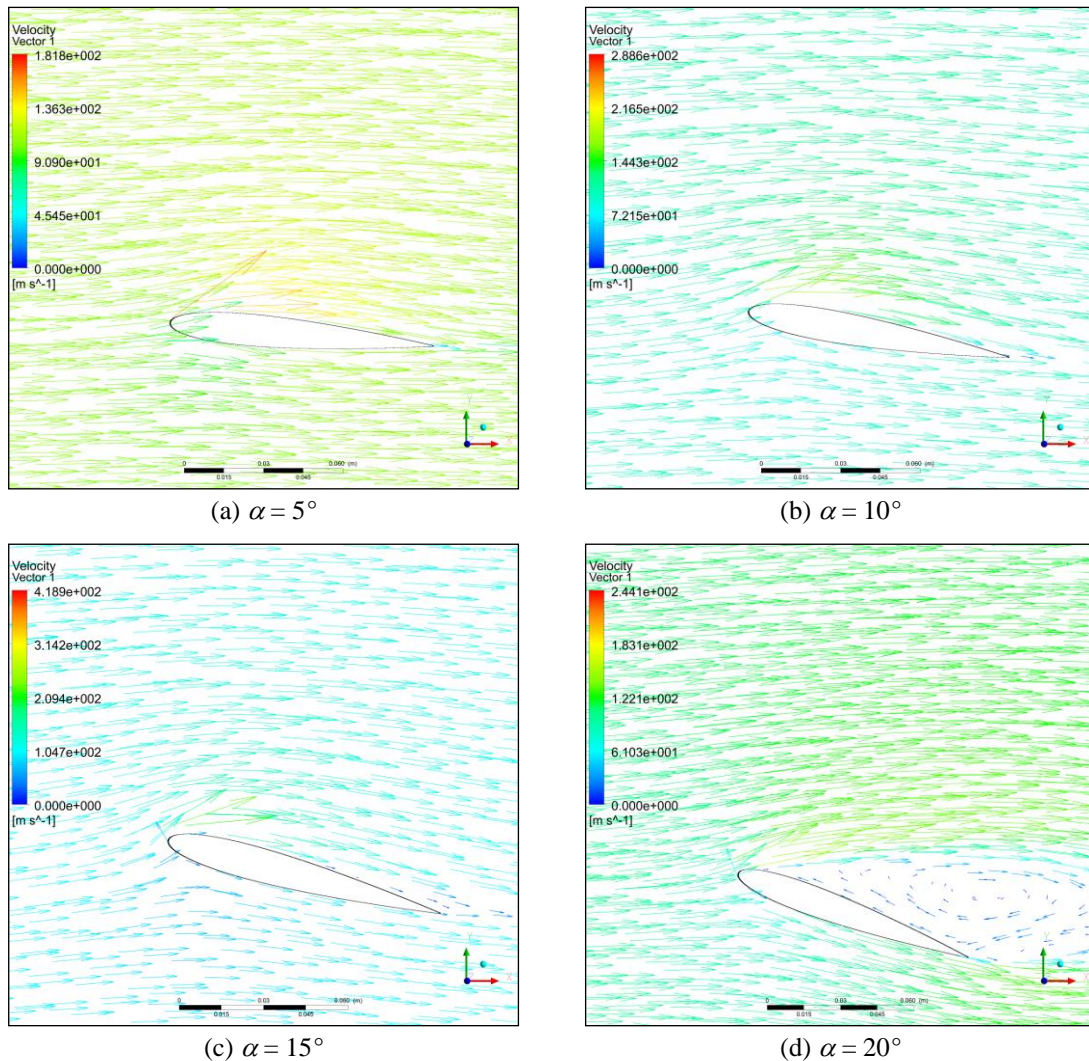 Velocity
Vector 1
1.818e+002
1.363e+002
9.090e+001
4.545e+001
0.000e+000
[m s^-1]
Y
X
0 0.03 0.060 (m)
0.015 0.045
(a) α = 5°
Velocity
Vector 1
2.886e+002
2.165e+002
1.443e+002
7.215e+001
0.000e+000
[m s^-1]
Y
X
0 0.03 0.060 (m)
0.015 0.045
(b) α = 10°
Velocity
Vector 1
4.189e+002
3.142e+002
2.094e+002
1.047e+002
0.000e+000
[m s^-1]
Y
X
0 0.03 0.060 (m)
0.015 0.045
(c) α = 15°
Velocity
Vector 1
2.441e+002
1.831e+002
1.221e+002
6.103e+001
0.000e+000
[m s^-1]
Y
X
0 0.03 0.060 (m)
0.015 0.045
(d) α = 20°